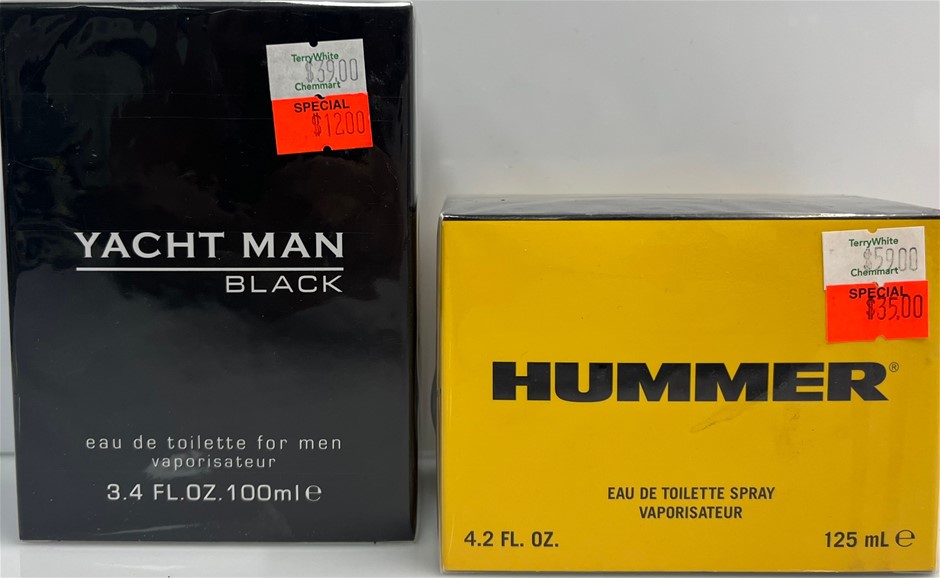 TerryWhite
$39.00
Chemmart
SPECIAL
$12.00
YACHT MAN
BLACK
eau de toilette for men
vaporisateur
3.4 FL.OZ.100ml e
TerryWhite
$59.00
Chemmart
SPECIAL
$35.00
HUMMER®
EAU DE TOILETTE SPRAY
VAPORISATEUR
4.2 FL. OZ. 125 mL e